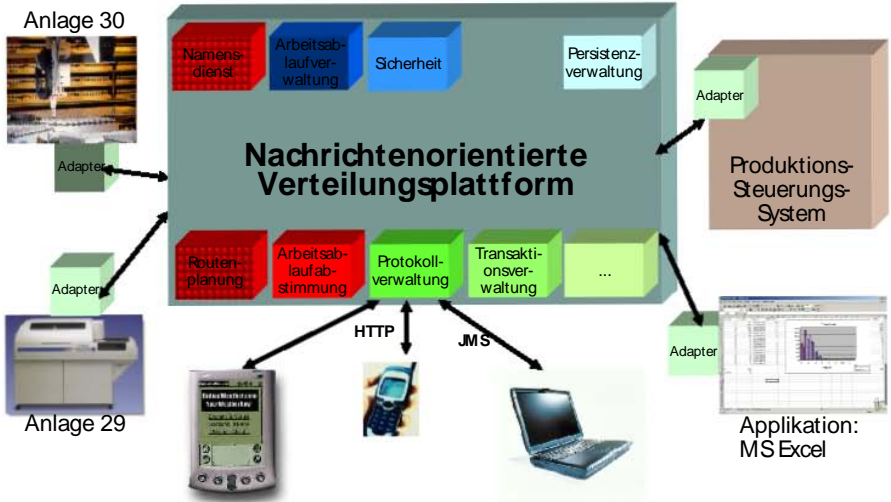 Anlage 30
Namens-
dienst
Arbeitsab-
laufver-
waltung
Sicherheit
Persistenz-
verwaltung
Adapter
Adapter
Nachrichtenorientierte
Verteilungsplattform
Produktions-
Steuerungs-
System
Adapter
Routen-
planung
Arbeitsab-
laufab-
stimmung
Protokoll-
verwaltung
Transakti-
onsver-
waltung
...
HTTP
JMS
Adapter
Anlage 29
Applikation:
MS Excel